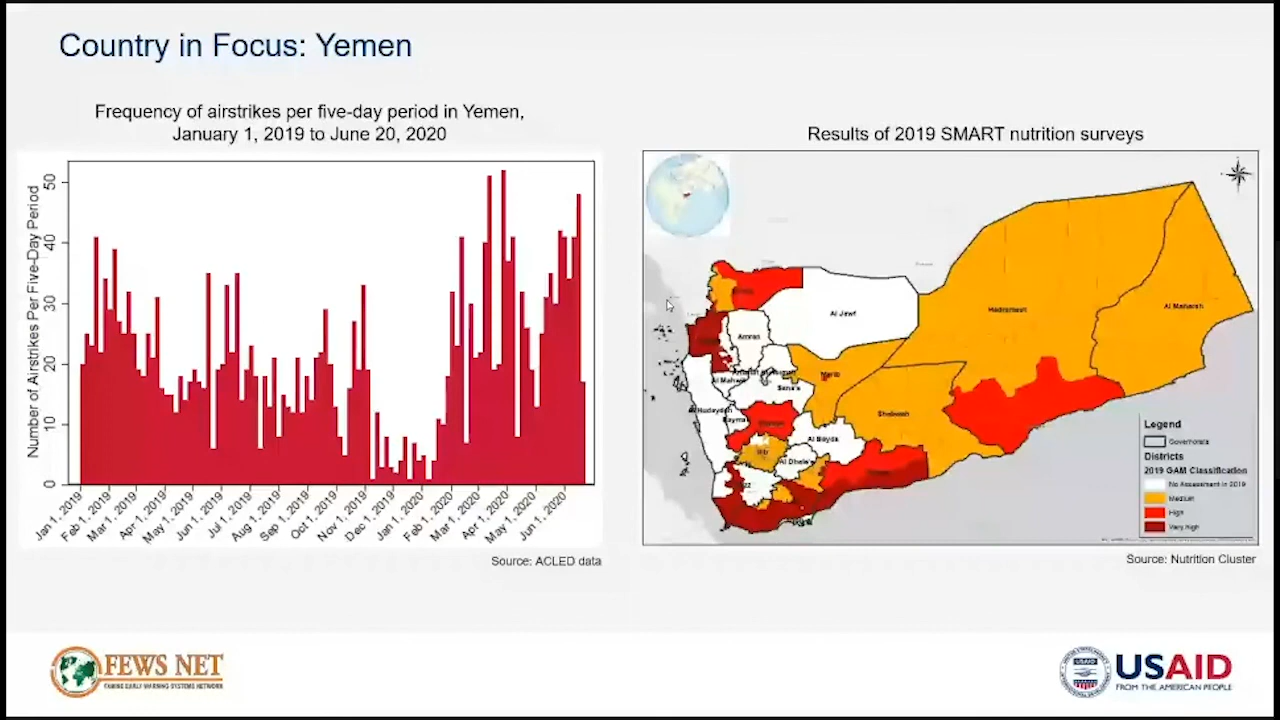 Country in Focus: Yemen
Frequency of airstrikes per five-day period in Yemen,
January 1, 2019 to June 20, 2020
Number of Airstrikes Per Five-Day Period
50
40
30
20
10
0
Jan 1, 2019
Feb 1, 2019
Mar 1, 2019
Apr 1, 2019
May 1, 2019
Jun 1, 2019
Jul 1, 2019
Aug 1, 2019
Sep 1, 2019
Oct 1, 2019
Nov 1, 2019
Dec 1, 2019
Jan 1, 2020
Feb 1, 2020
Mar 1, 2020
Apr 1, 2020
May 1, 2020
Jun 1, 2020
Source: ACLED data
Results of 2019 SMART nutrition surveys
Al Jawf
Hadramawt
Al Maharah
Amran
Marib
Sana'a
Shabwah
Al Bayda
Ibb
Al Dhale'e
Legend
Governorate
Districts
2019 GAM Classification
No Assessment in 2019
Medium
High
Very high
Source: Nutrition Cluster
FEWS NET
FAMINE EARLY WARNING SYSTEMS NETWORK
USAID
USAID
FROM THE AMERICAN PEOPLE